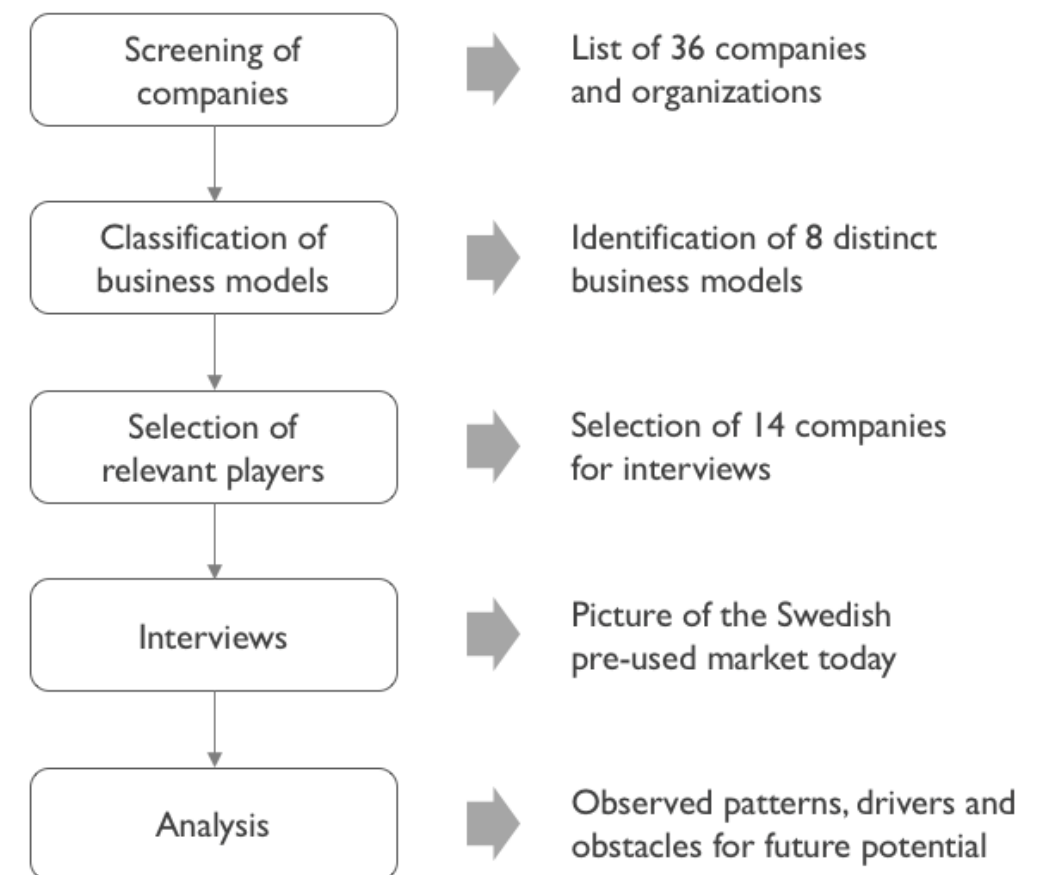 Screening of
companies
List of 36 companies
and organizations
Classification of
business models
Identification of 8 distinct
business models
Selection of
relevant players
Selection of 14 companies
for interviews
Interviews
Picture of the Swedish
pre-used market today
Analysis
Observed patterns, drivers and
obstacles for future potential